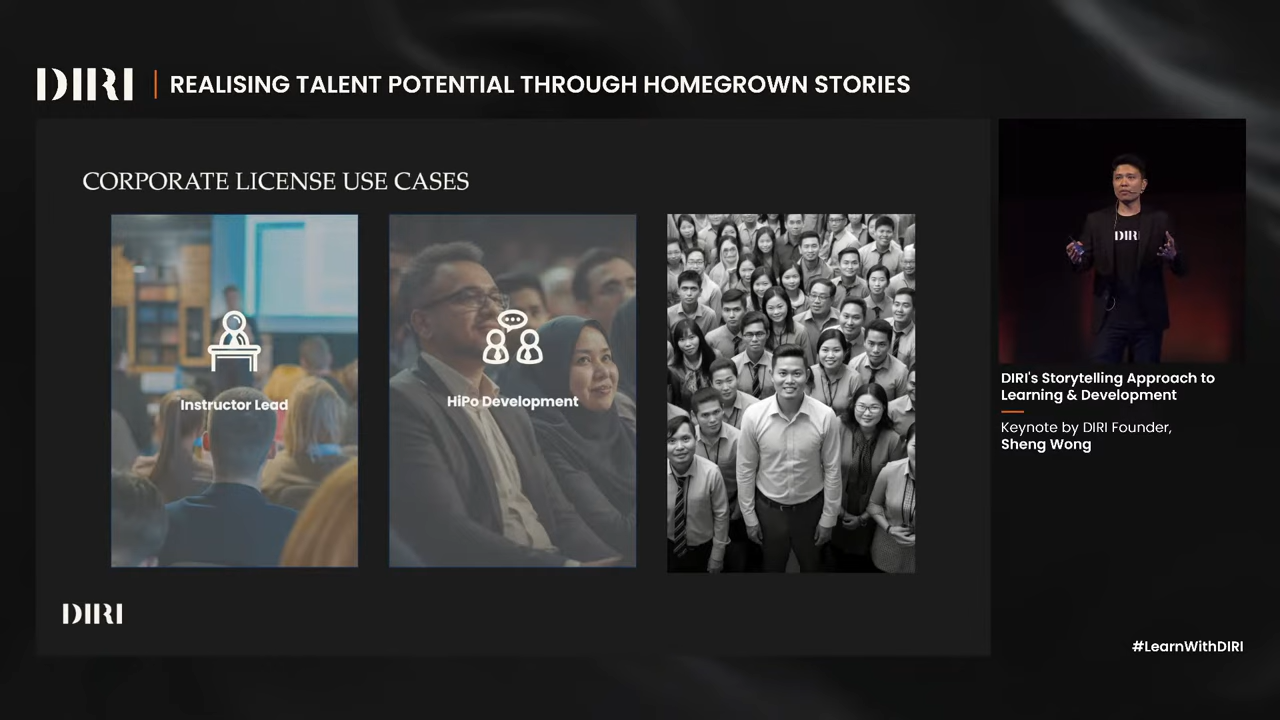 DIRI
REALISING TALENT POTENTIAL THROUGH HOMEGROWN STORIES
CORPORATE LICENSE USE CASES
Instructor Lead
HiPo Development
DIRI
DIRI
DIRI's Storytelling Approach to
Learning & Development
Keynote by DIRI Founder,
Sheng Wong
#LearnWithDIRI